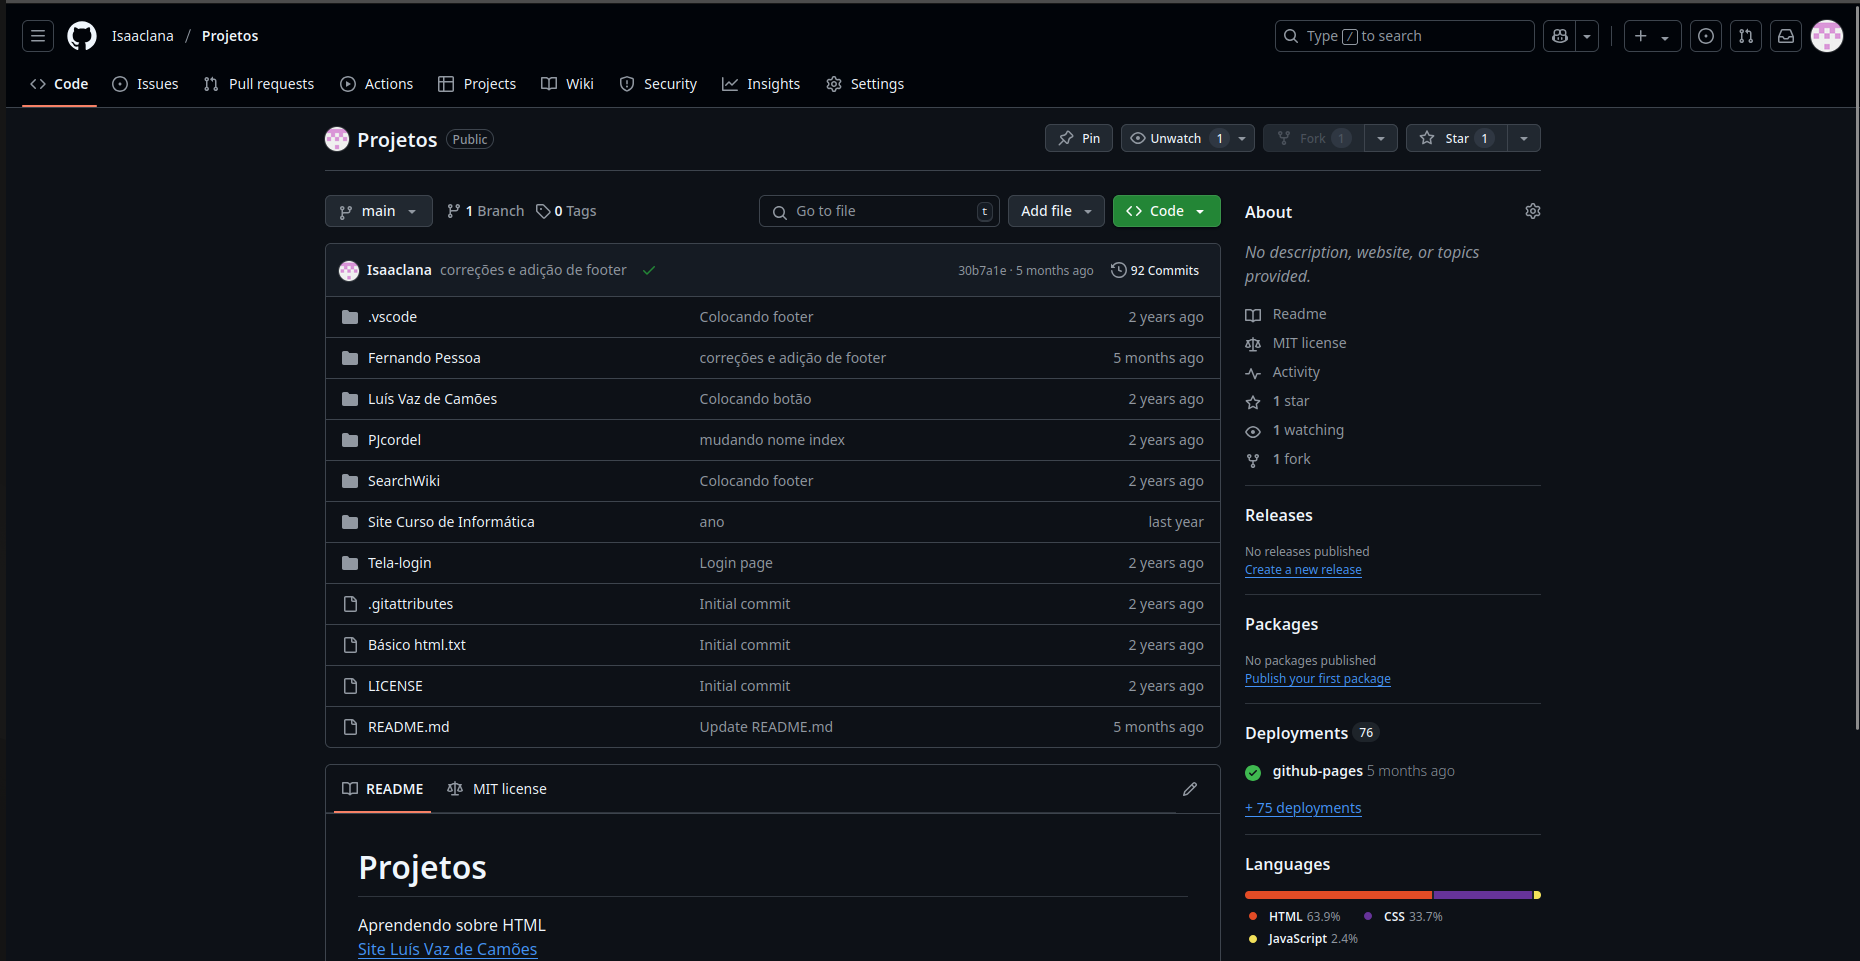 Isaaclana / Projetos
Type / to search
Code Issues Pull requests Actions Projects Wiki Security Insights Settings
Projetos Public
Pin Unwatch 1 Fork 1 Star 1
main 1 Branch 0 Tags Go to file t Add file Code
Isaaclana correções e adição de footer 30b7a1e · 5 months ago 92 Commits
.vscode Colocando footer 2 years ago
Fernando Pessoa correções e adição de footer 5 months ago
Luís Vaz de Camões Colocando botão 2 years ago
PJcordel mudando nome index 2 years ago
SearchWiki Colocando footer 2 years ago
Site Curso de Informática ano last year
Tela-login Login page 2 years ago
.gitattributes Initial commit 2 years ago
Básico html.txt Initial commit 2 years ago
LICENSE Initial commit 2 years ago
README.md Update README.md 5 months ago
README MIT license
Projetos
Aprendendo sobre HTML
Site Luís Vaz de Camões
About
No description, website, or topics
provided.
Readme
MIT license
Activity
1 star
1 watching
1 fork
Releases
No releases published
Create a new release
Packages
No packages published
Publish your first package
Deployments 76
github-pages 5 months ago
+ 75 deployments
Languages
HTML 63.9% CSS 33.7%
JavaScript 2.4%